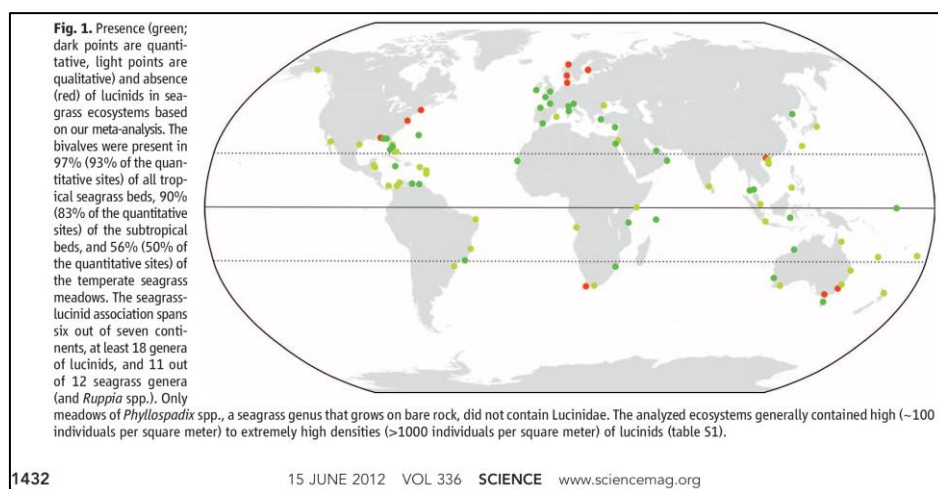 Fig. 1. Presence (green;
dark points are quanti-
tative, light points are
qualitative) and absence
(red) of lucinids in sea-
grass ecosystems based
on our meta-analysis. The
bivalves were present in
97% (93% of the quan-
titative sites) of all trop-
ical seagrass beds, 90%
(83% of the quantitative
sites) of the subtropical
beds, and 56% (50% of
the quantitative sites) of
the temperate seagrass
meadows. The seagrass-
lucinid association spans
six out of seven conti-
nents, at least 18 genera
of lucinids, and 11 out
of 12 seagrass genera
(and Ruppia spp.). Only
meadows of Phyllospadix spp., a seagrass genus that grows on bare rock, did not contain Lucinidae. The analyzed ecosystems generally contained high (~100
individuals per square meter) to extremely high densities (>1000 individuals per square meter) of lucinids (table S1).
1432 15 JUNE 2012 VOL 336 SCIENCE www.sciencemag.org